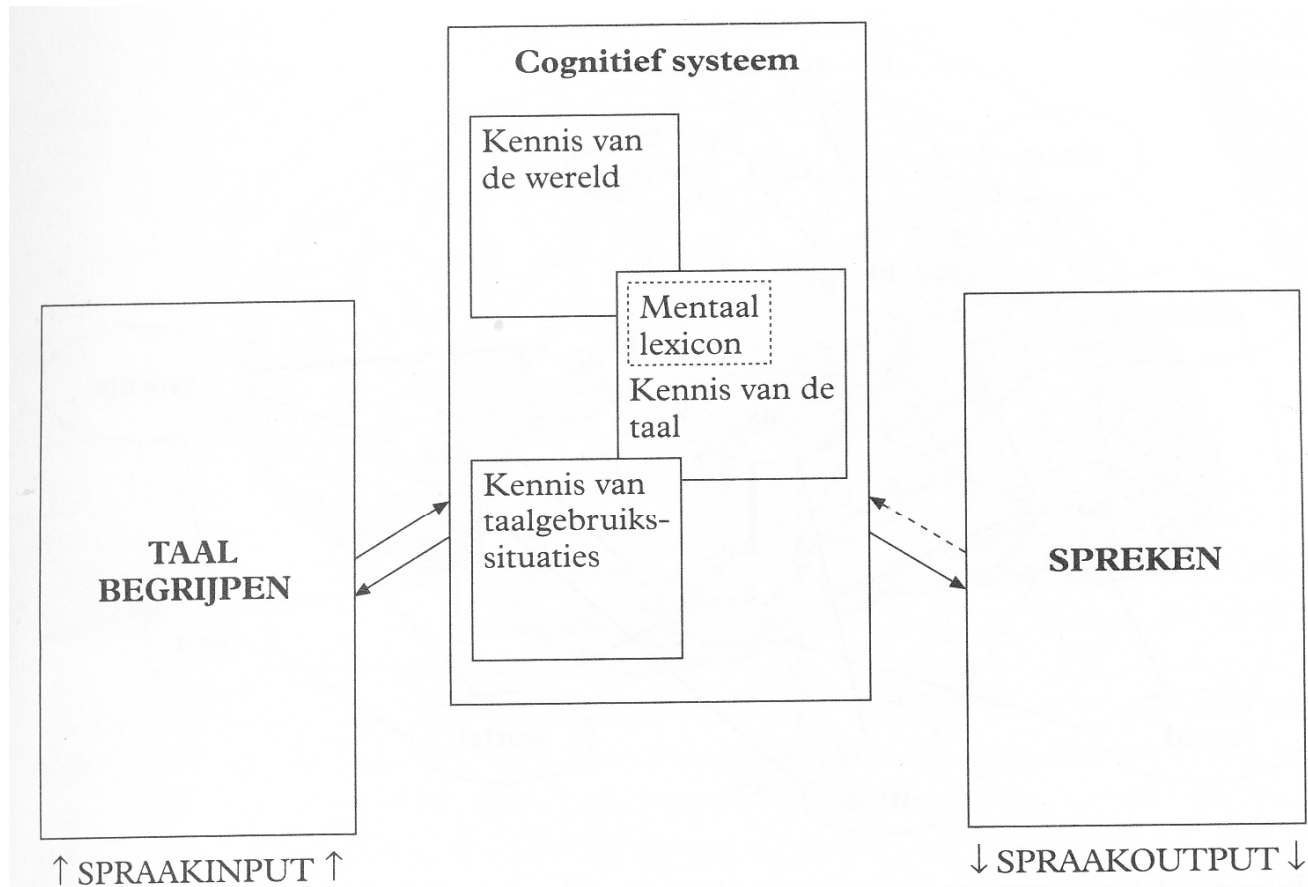 Cognitief systeem
Kennis van
de wereld
Mentaal
lexicon
Kennis van de
taal
Kennis van
taalgebruiks-
situaties
TAAL
BEGRIJPEN
SPREKEN
↑ SPRAAKINPUT ↑
↓ SPRAAKOUTPUT ↓